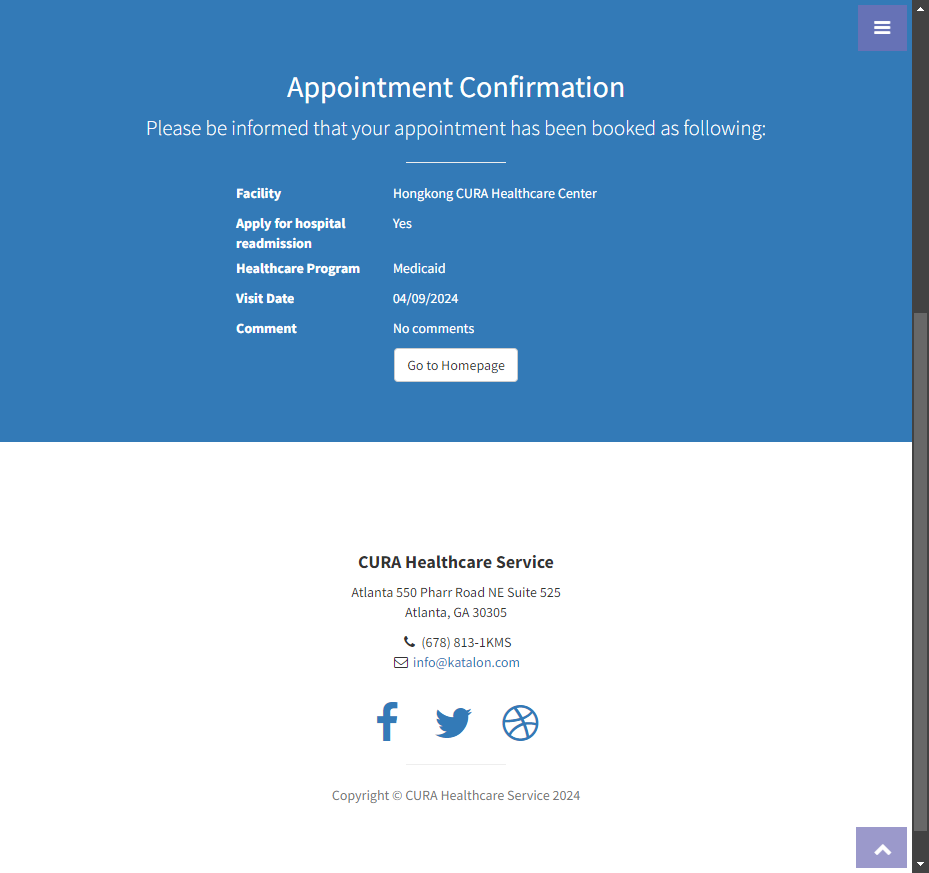 Appointment Confirmation
Please be informed that your appointment has been booked as following:
Facility Hongkong CURA Healthcare Center
Apply for hospital readmission Yes
Healthcare Program Medicaid
Visit Date 04/09/2024
Comment No comments
Go to Homepage
CURA Healthcare Service
Atlanta 550 Pharr Road NE Suite 525
Atlanta, GA 30305
(678) 813-1KMS
info@katalon.com
Copyright © CURA Healthcare Service 2024